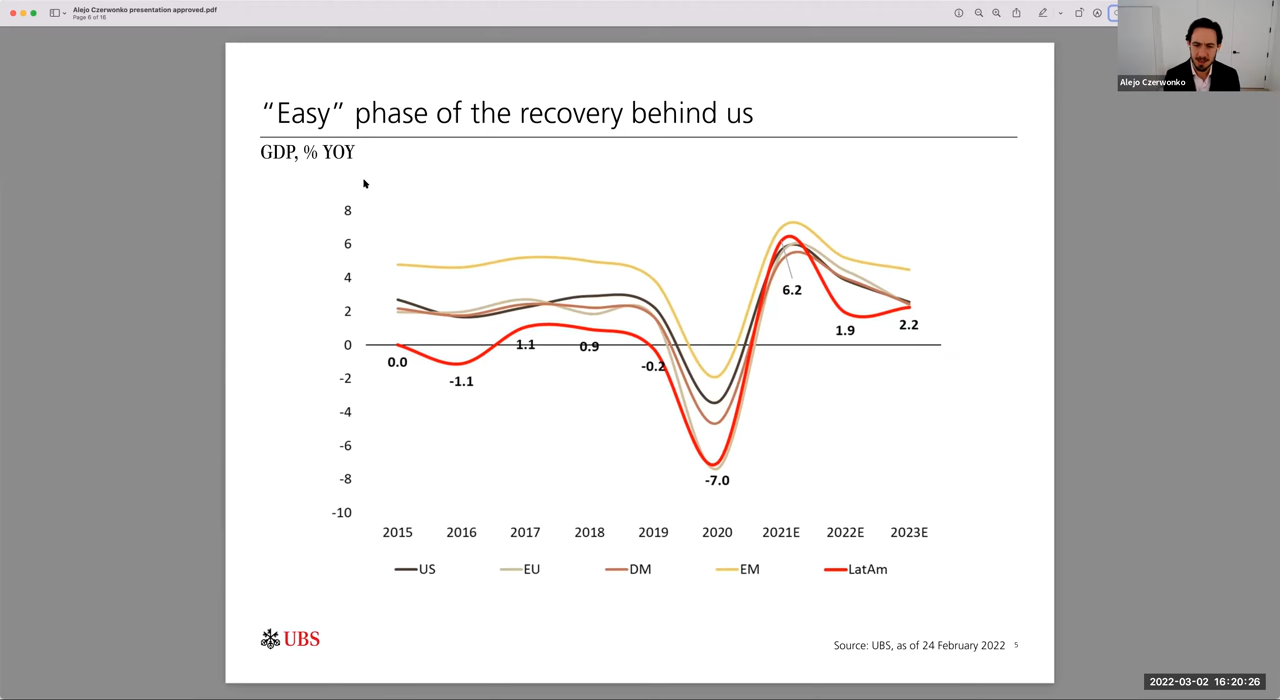 Alejo Czerwonko presentation approved.pdf
Page 6 of 16
Alejo Czerwonko
“Easy” phase of the recovery behind us
GDP, % YOY
8
6
4
2
0
-2
-4
-6
-8
-10
0.0
-1.1
1.1
0.9
-0.2
-7.0
6.2
1.9
2.2
2015 2016 2017 2018 2019 2020 2021E 2022E 2023E
US EU DM EM LatAm
UBS
Source: UBS, as of 24 February 2022 5
2022-03-02 16:20:26